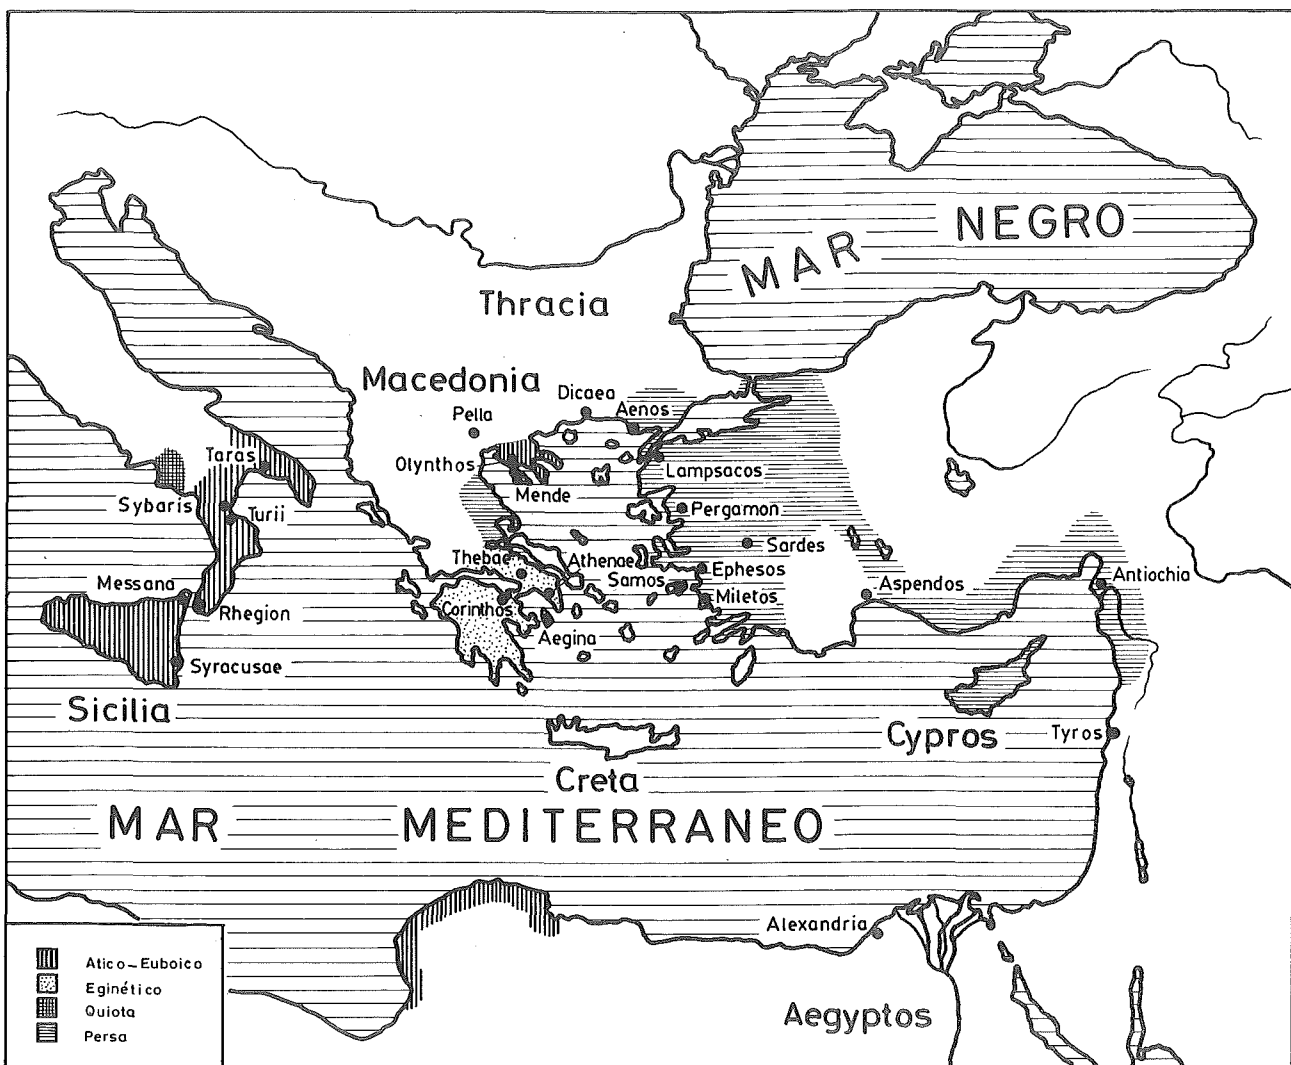 MAR NEGRO
Thracia
Macedonia
Dicaea
Pella
Aenos
Taras
Olynthos
Lampsacos
Mende
Sybaris
Turii
Pergamon
Sardes
Thebae
Athenae
Ephesos
Messana
Samos
Aspendos
Antiochia
Rhegion
Corinthos
Miletos
Aegina
Syracusae
Sicilia
Cypros
Tyros
Creta
MAR MEDITERRANEO
Alexandria
Aegyptos
Atico-Euboico
Eginético
Quiota
Persa